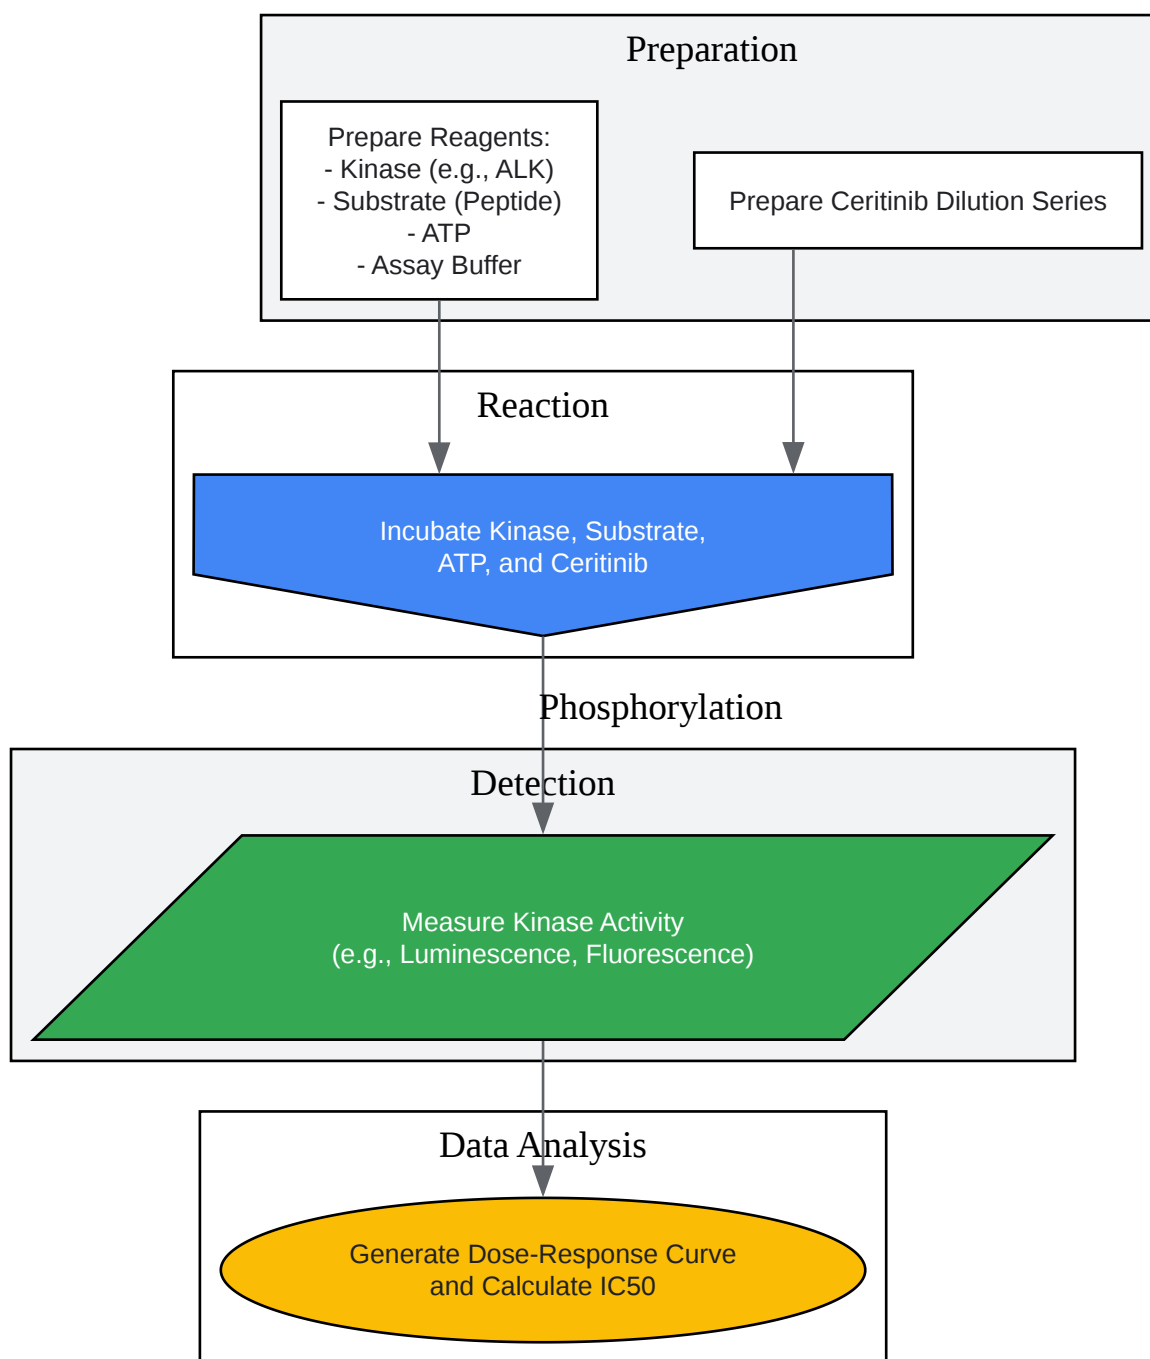 Preparation
Prepare Reagents:
- Kinase (e.g., ALK)
- Substrate (Peptide)
- ATP
- Assay Buffer
Prepare Ceritinib Dilution Series
Reaction
Incubate Kinase, Substrate,
ATP, and Ceritinib
Phosphorylation
Detection
Measure Kinase Activity
(e.g., Luminescence, Fluorescence)
Data Analysis
Generate Dose-Response Curve
and Calculate IC50